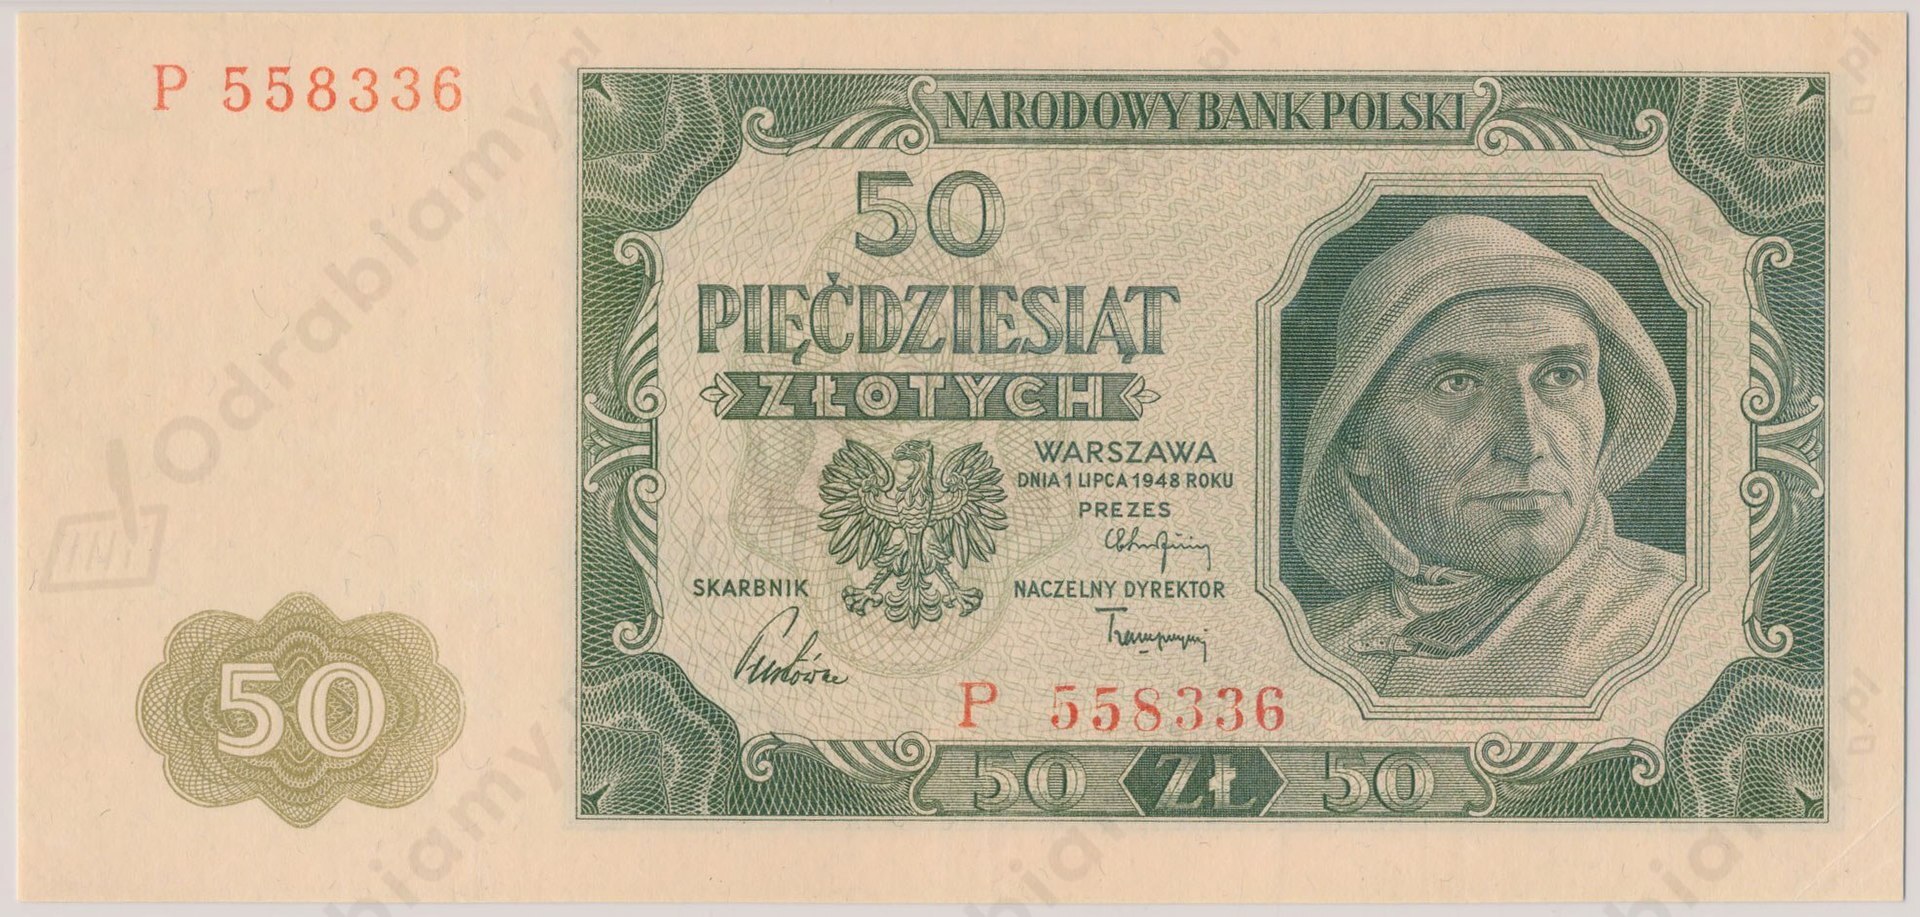 P 558336
NARODOWY BANK POLSKI
50
PIĘĆDZIESIĄT
ZŁOTYCH
WARSZAWA
DNIA 1 LIPCA 1948 ROKU
PREZES
SKARBNIK
NACZELNY DYREKTOR
P 558336
50
50 ZŁ 50
Odrabiamy.pl